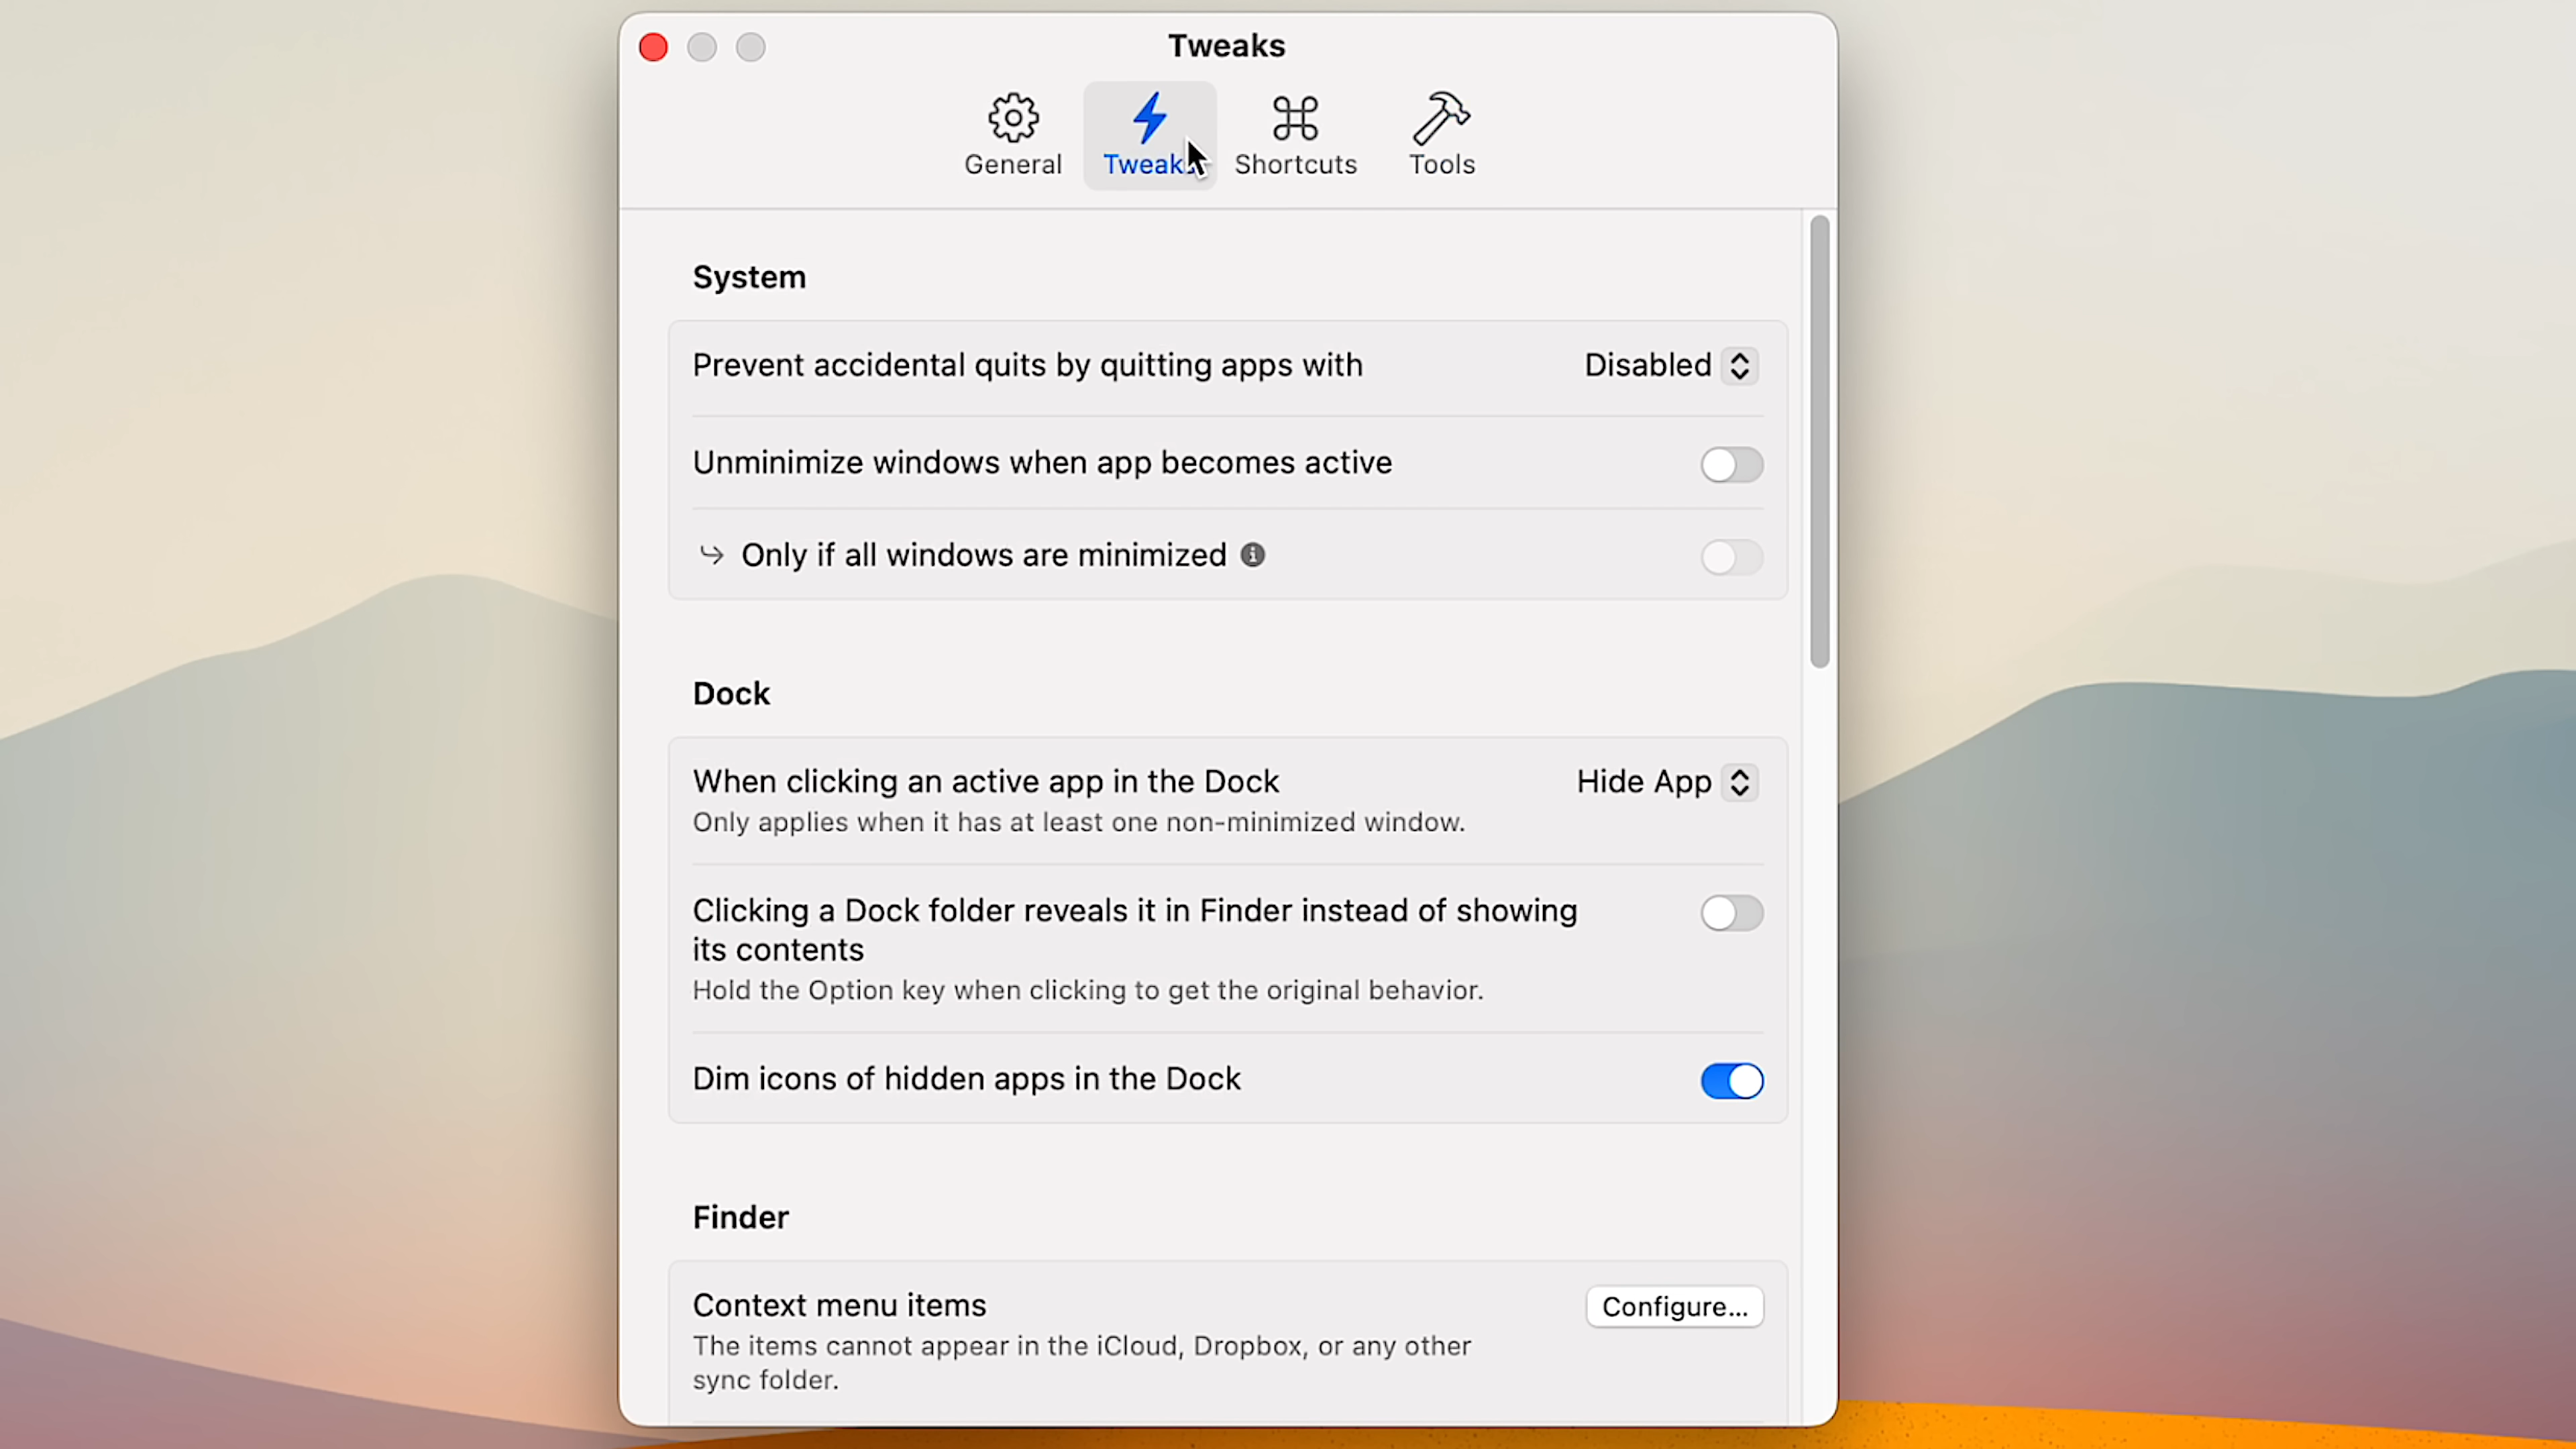 Tweaks
General
Tweaks
Shortcuts
Tools
System
Prevent accidental quits by quitting apps with
Disabled
Unminimize windows when app becomes active
Only if all windows are minimized
Dock
When clicking an active app in the Dock
Hide App
Only applies when it has at least one non-minimized window.
Clicking a Dock folder reveals it in Finder instead of showing
its contents
Hold the Option key when clicking to get the original behavior.
Dim icons of hidden apps in the Dock
Finder
Context menu items
Configure...
The items cannot appear in the iCloud, Dropbox, or any other
sync folder.